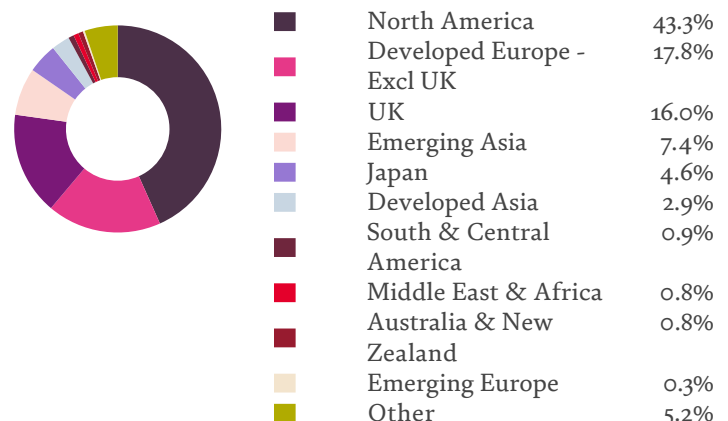 North America 43.3%
Developed Europe - 17.8%
Excl UK
UK 16.0%
Emerging Asia 7.4%
Japan 4.6%
Developed Asia 2.9%
South & Central 0.9%
America
Middle East & Africa 0.8%
Australia & New 0.8%
Zealand
Emerging Europe 0.3%
Other 5.2%